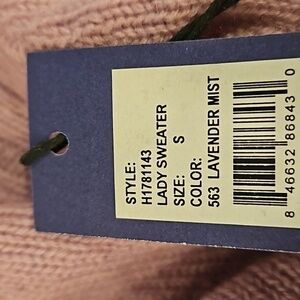 STYLE:
H1781143
LADY SWEATER
SIZE: S
COLOR:
563 LAVENDER MIST
8 46632 86843 0